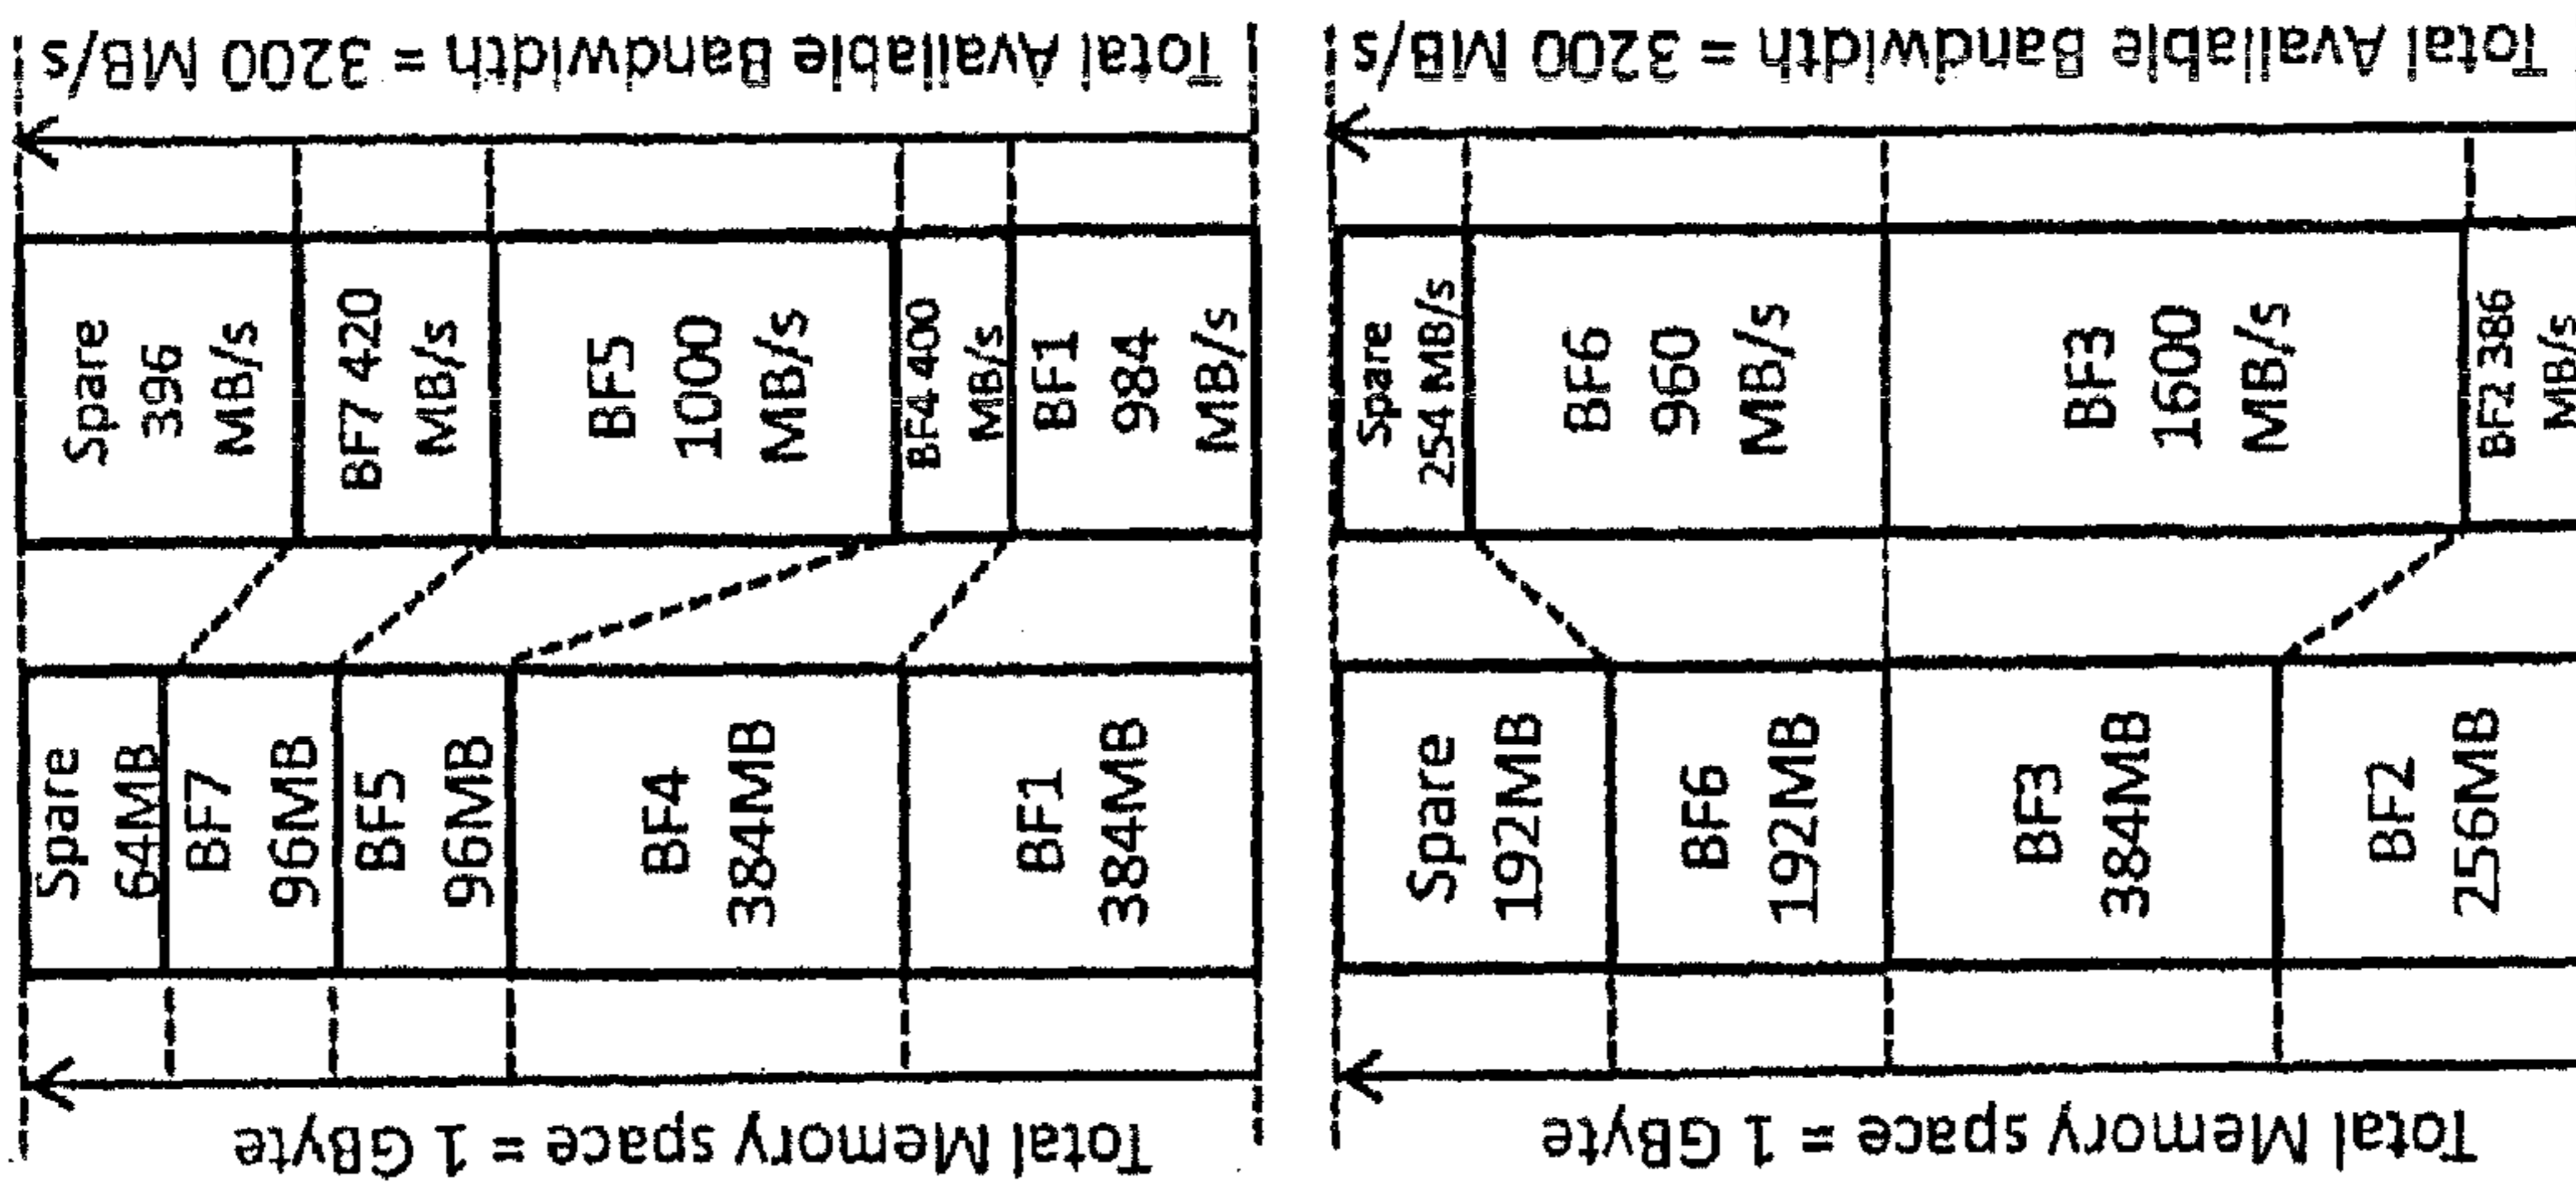 Total Available Bandwidth = 3200 MB/s
Spare
396
MB/s
BF7 420
MB/s
BF5
1000
MB/s
BF4 400
MB/s
BF1
984
MB/s
Spare
64MB
BF7
96MB
BF5
96MB
BF4
384MB
BF1
384MB
Total Memory space = 1 GByte
Total Available Bandwidth = 3200 MB/s
Spare
254 MB/s
BF6
960
MB/s
BF3
1600
MB/s
BF2 386
MB/s
Spare
192MB
BF6
192MB
BF3
384MB
BF2
256MB
Total Memory space = 1 GByte